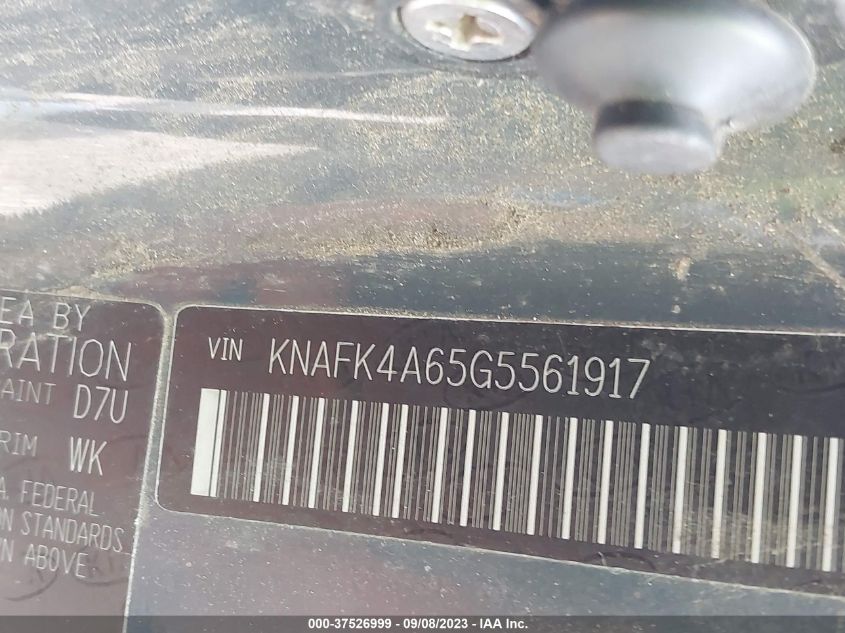 EA BY
RATION
AINT D7U
RIM WK
A. FEDERAL
ON STANDARDS
N ABOVE
VIN KNAFK4A65G5561917
000-37526999 - 09/08/2023 - IAA Inc.